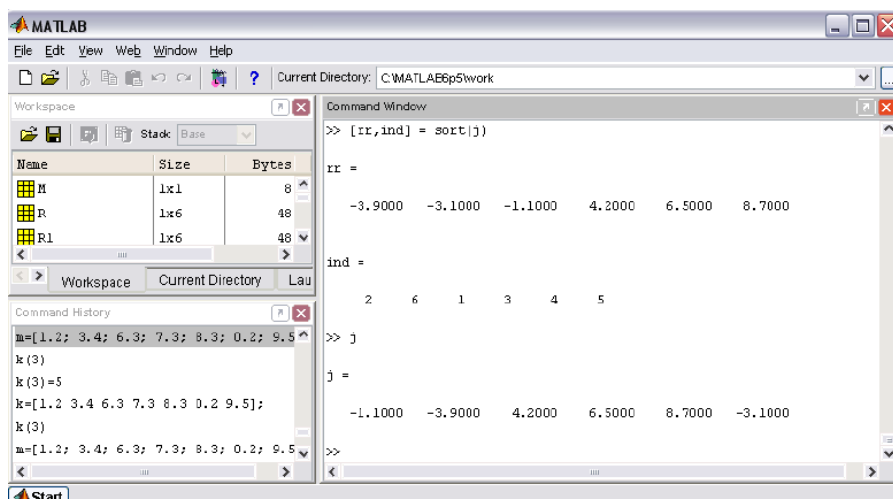 MATLAB
File Edt View Web Window Help
Current Directory: C:\MATLAB6p5\work
Workspace
Stack: Base
Name Size Bytes
M 1x1 8
R 1x6 48
R1 1x6 48
Workspace Current Directory Lau
Command History
m=[1.2; 3.4; 6.3; 7.3; 8.3; 0.2; 9.5
k(3)
k(3)=5
k=[1.2 3.4 6.3 7.3 8.3 0.2 9.5];
k(3)
m=[1.2; 3.4; 6.3; 7.3; 8.3; 0.2; 9.5
Command Window
>> [rr,ind] = sort(j)
rr =
-3.9000 -3.1000 -1.1000 4.2000 6.5000 8.7000
ind =
2 6 1 3 4 5
>> j
j =
-1.1000 -3.9000 4.2000 6.5000 8.7000 -3.1000
>>
Start